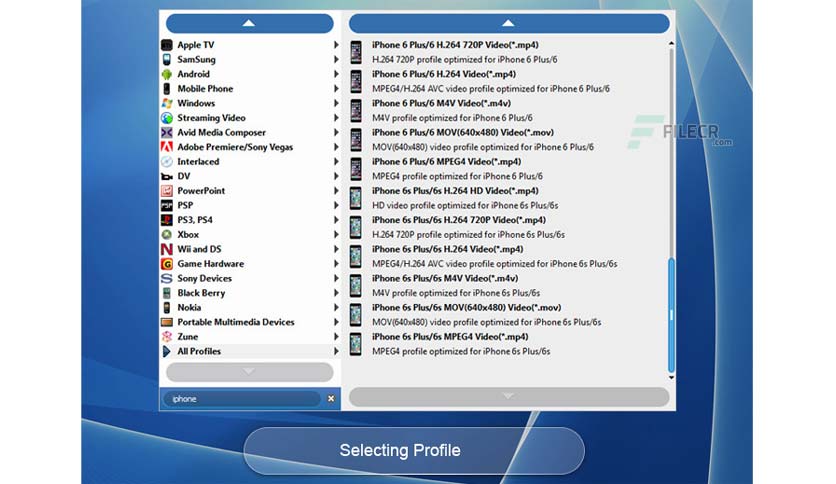 Apple TV
SamSung
Android
Mobile Phone
Windows
Streaming Video
Avid Media Composer
Adobe Premiere/Sony Vegas
Interlaced
DV
PowerPoint
PSP
PS3, PS4
Xbox
Wii and DS
Game Hardware
Sony Devices
Black Berry
Nokia
Portable Multimedia Devices
Zune
All Profiles
iphone
iPhone 6 Plus/6 H.264 720P Video(*.mp4)
H.264 720P profile optimized for iPhone 6 Plus/6
iPhone 6 Plus/6 H.264 Video(*.mp4)
MPEG4/H.264 AVC video profile optimized for iPhone 6 Plus/6
iPhone 6 Plus/6 M4V Video(*.m4v)
M4V profile optimized for iPhone 6 Plus/6
iPhone 6 Plus/6 MOV(640x480) Video(*.mov)
MOV(640x480) video profile optimized for iPhone 6 Plus/6
iPhone 6 Plus/6 MPEG4 Video(*.mp4)
MPEG4 profile optimized for iPhone 6 Plus/6
iPhone 6s Plus/6s H.264 HD Video(*.mp4)
HD video profile optimized for iPhone 6s Plus/6s
iPhone 6s Plus/6s H.264 720P Video(*.mp4)
H.264 720P profile optimized for iPhone 6s Plus/6s
iPhone 6s Plus/6s H.264 Video(*.mp4)
MPEG4/H.264 AVC video profile optimized for iPhone 6s Plus/6s
iPhone 6s Plus/6s M4V Video(*.m4v)
M4V profile optimized for iPhone 6s Plus/6s
iPhone 6s Plus/6s MOV(640x480) Video(*.mov)
MOV(640x480) video profile optimized for iPhone 6s Plus/6s
iPhone 6s Plus/6s MPEG4 Video(*.mp4)
MPEG4 profile optimized for iPhone 6s Plus/6s
FILECR
.com
Selecting Profile